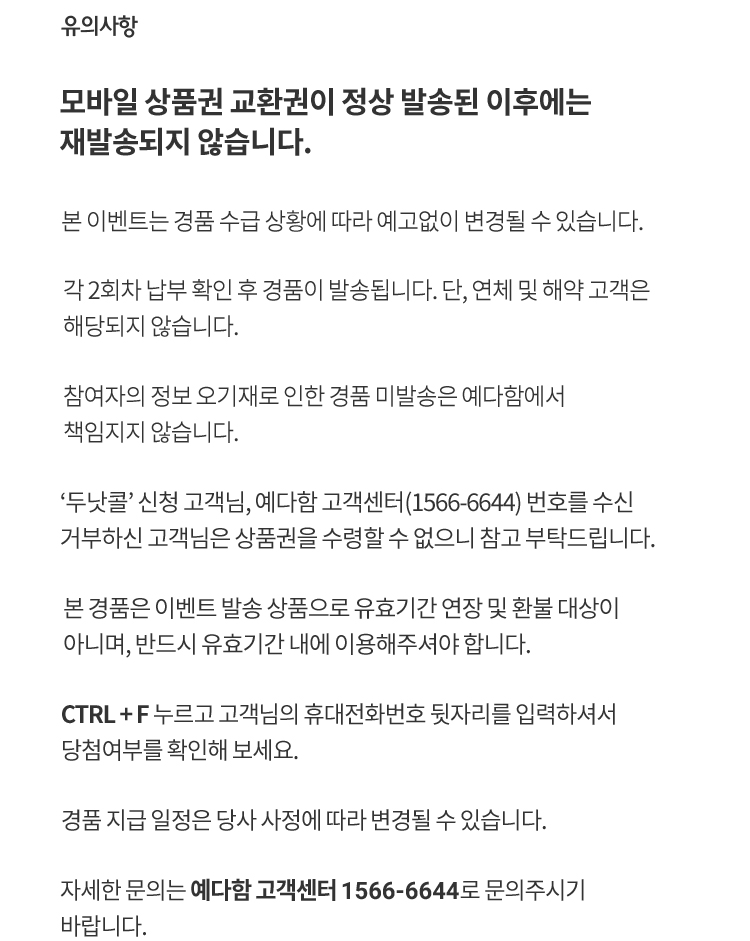 유의사항
모바일 상품권 교환권이 정상 발송된 이후에는
재발송되지 않습니다.
본 이벤트는 경품 수급 상황에 따라 예고없이 변경될 수 있습니다.
각 2회차 납부 확인 후 경품이 발송됩니다. 단, 연체 및 해약 고객은
해당되지 않습니다.
참여자의 정보 오기재로 인한 경품 미발송은 예다함에서
책임지지 않습니다.
‘두낫콜’ 신청 고객님, 예다함 고객센터(1566-6644) 번호를 수신
거부하신 고객님은 상품권을 수령할 수 없으니 참고 부탁드립니다.
본 경품은 이벤트 발송 상품으로 유효기간 연장 및 환불 대상이
아니며, 반드시 유효기간 내에 이용해주셔야 합니다.
CTRL + F 누르고 고객님의 휴대전화번호 뒷자리를 입력하셔서
당첨여부를 확인해 보세요.
경품 지급 일정은 당사 사정에 따라 변경될 수 있습니다.
자세한 문의는 예다함 고객센터 1566-6644로 문의주시기
바랍니다.